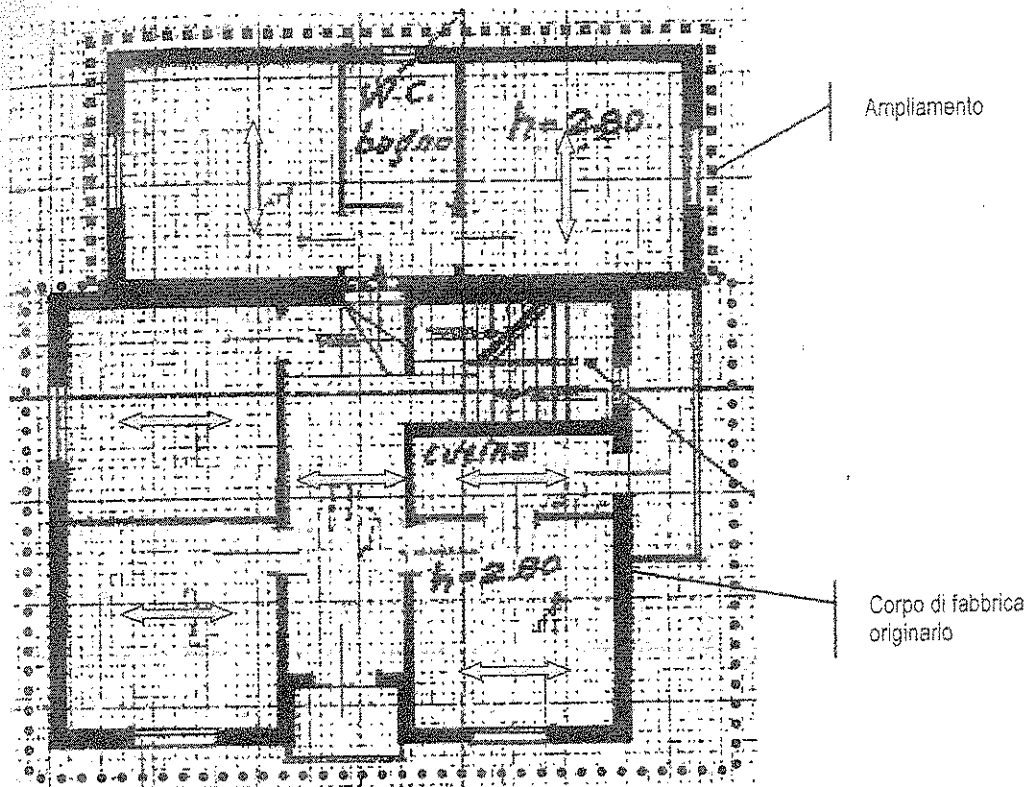 W.C.
bagno
h=2.80
Ampliamento
cucina
h=2.80
Corpo di fabbrica
originario